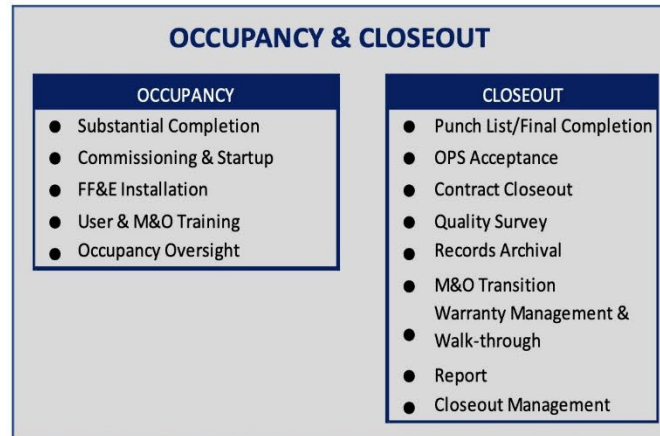 OCCUPANCY & CLOSEOUT
OCCUPANCY
● Substantial Completion
● Commissioning & Startup
● FF&E Installation
● User & M&O Training
● Occupancy Oversight
CLOSEOUT
● Punch List/Final Completion
● OPS Acceptance
● Contract Closeout
● Quality Survey
● Records Archival
● M&O Transition
Warranty Management &
● Walk-through
● Report
● Closeout Management